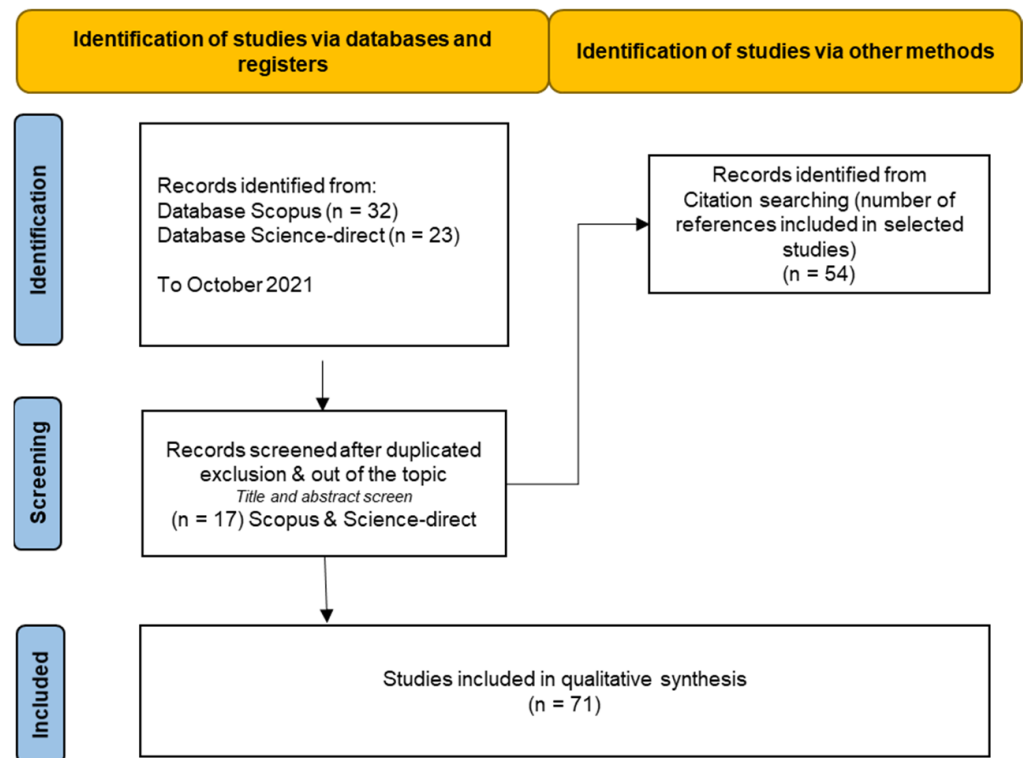 Identification of studies via databases and
registers
Identification of studies via other methods
Identification
Records identified from:
Database Scopus (n = 32)
Database Science-direct (n = 23)
To October 2021
Records identified from
Citation searching (number of
references included in selected
studies)
(n = 54)
Screening
Records screened after duplicated
exclusion & out of the topic
Title and abstract screen
(n = 17) Scopus & Science-direct
Included
Studies included in qualitative synthesis
(n = 71)